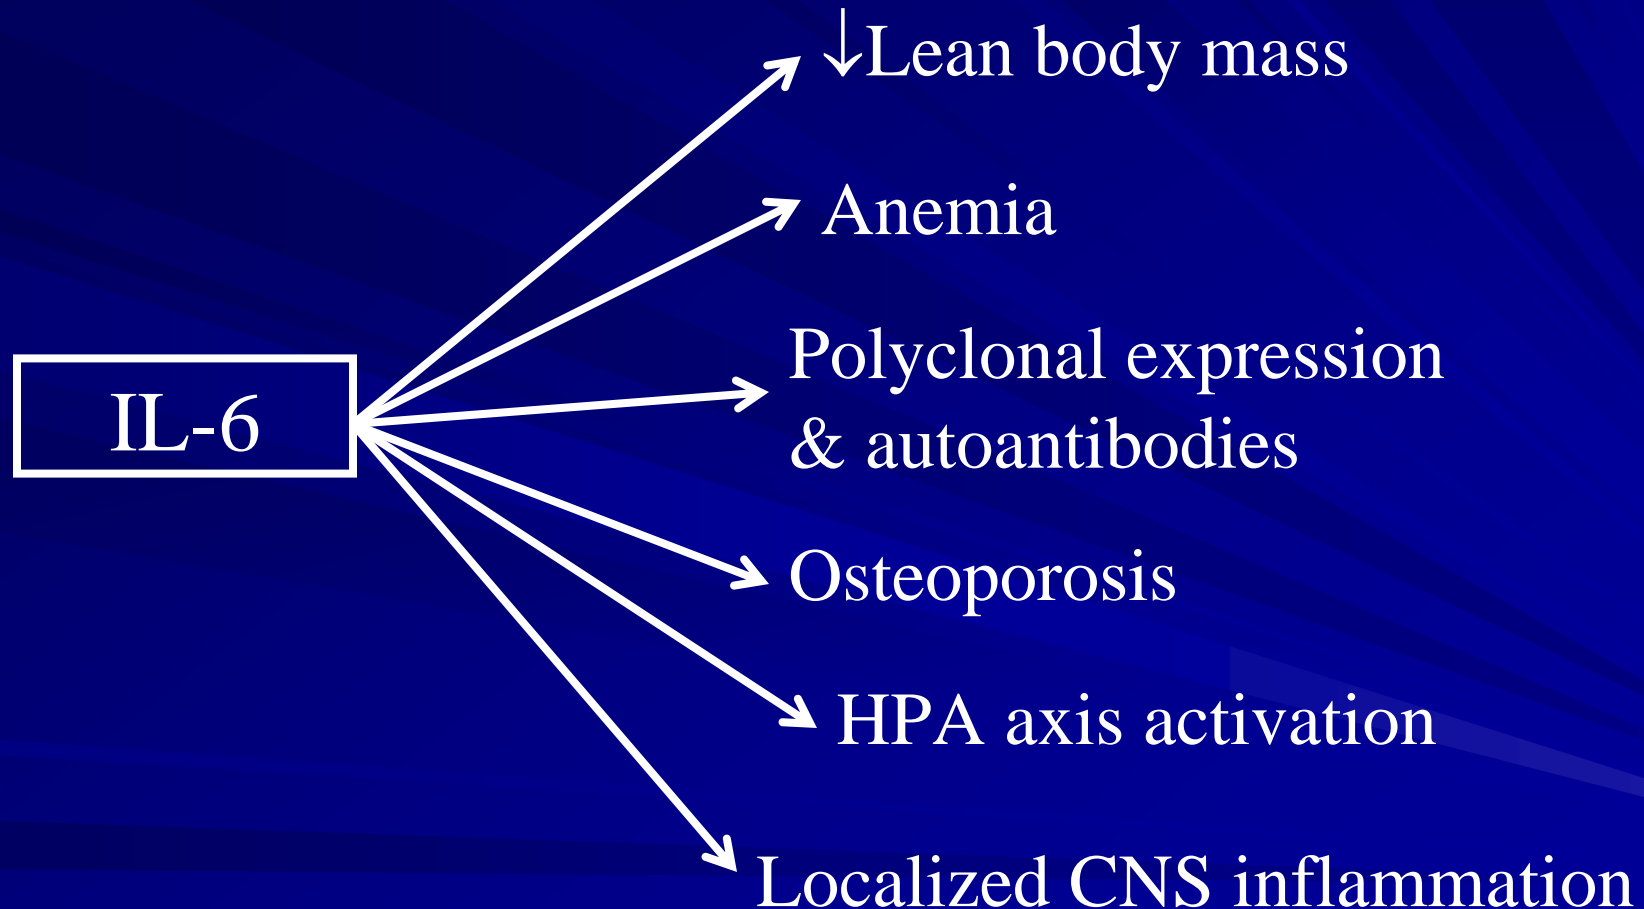 ↓Lean body mass
Anemia
Polyclonal expression
& autoantibodies
IL-6
Osteoporosis
HPA axis activation
Localized CNS inflammation